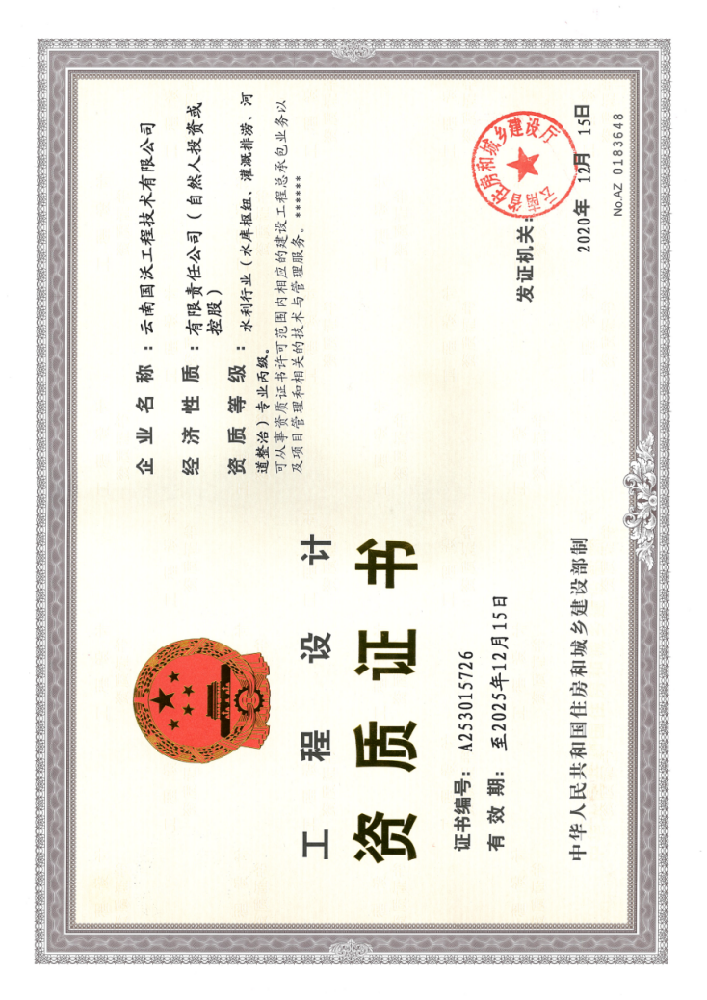 工程设计
资质证书
证书编号：A253015726
有效期：至2025年12月15日
中华人民共和国住房和城乡建设部制
企业名称：云南国沃工程技术有限公司
经济性质：有限责任公司（自然人投资或
控股）
资质等级：水利行业（水库枢纽、灌溉排涝、河
道整治）专业丙级。
可从事资质证书许可范围内相应的建设工程总承包业务以
及项目管理和相关的技术与管理服务。******
发证机关：
云南省住房和城乡建设厅
2020年 12月 15日
No.AZ 0183648